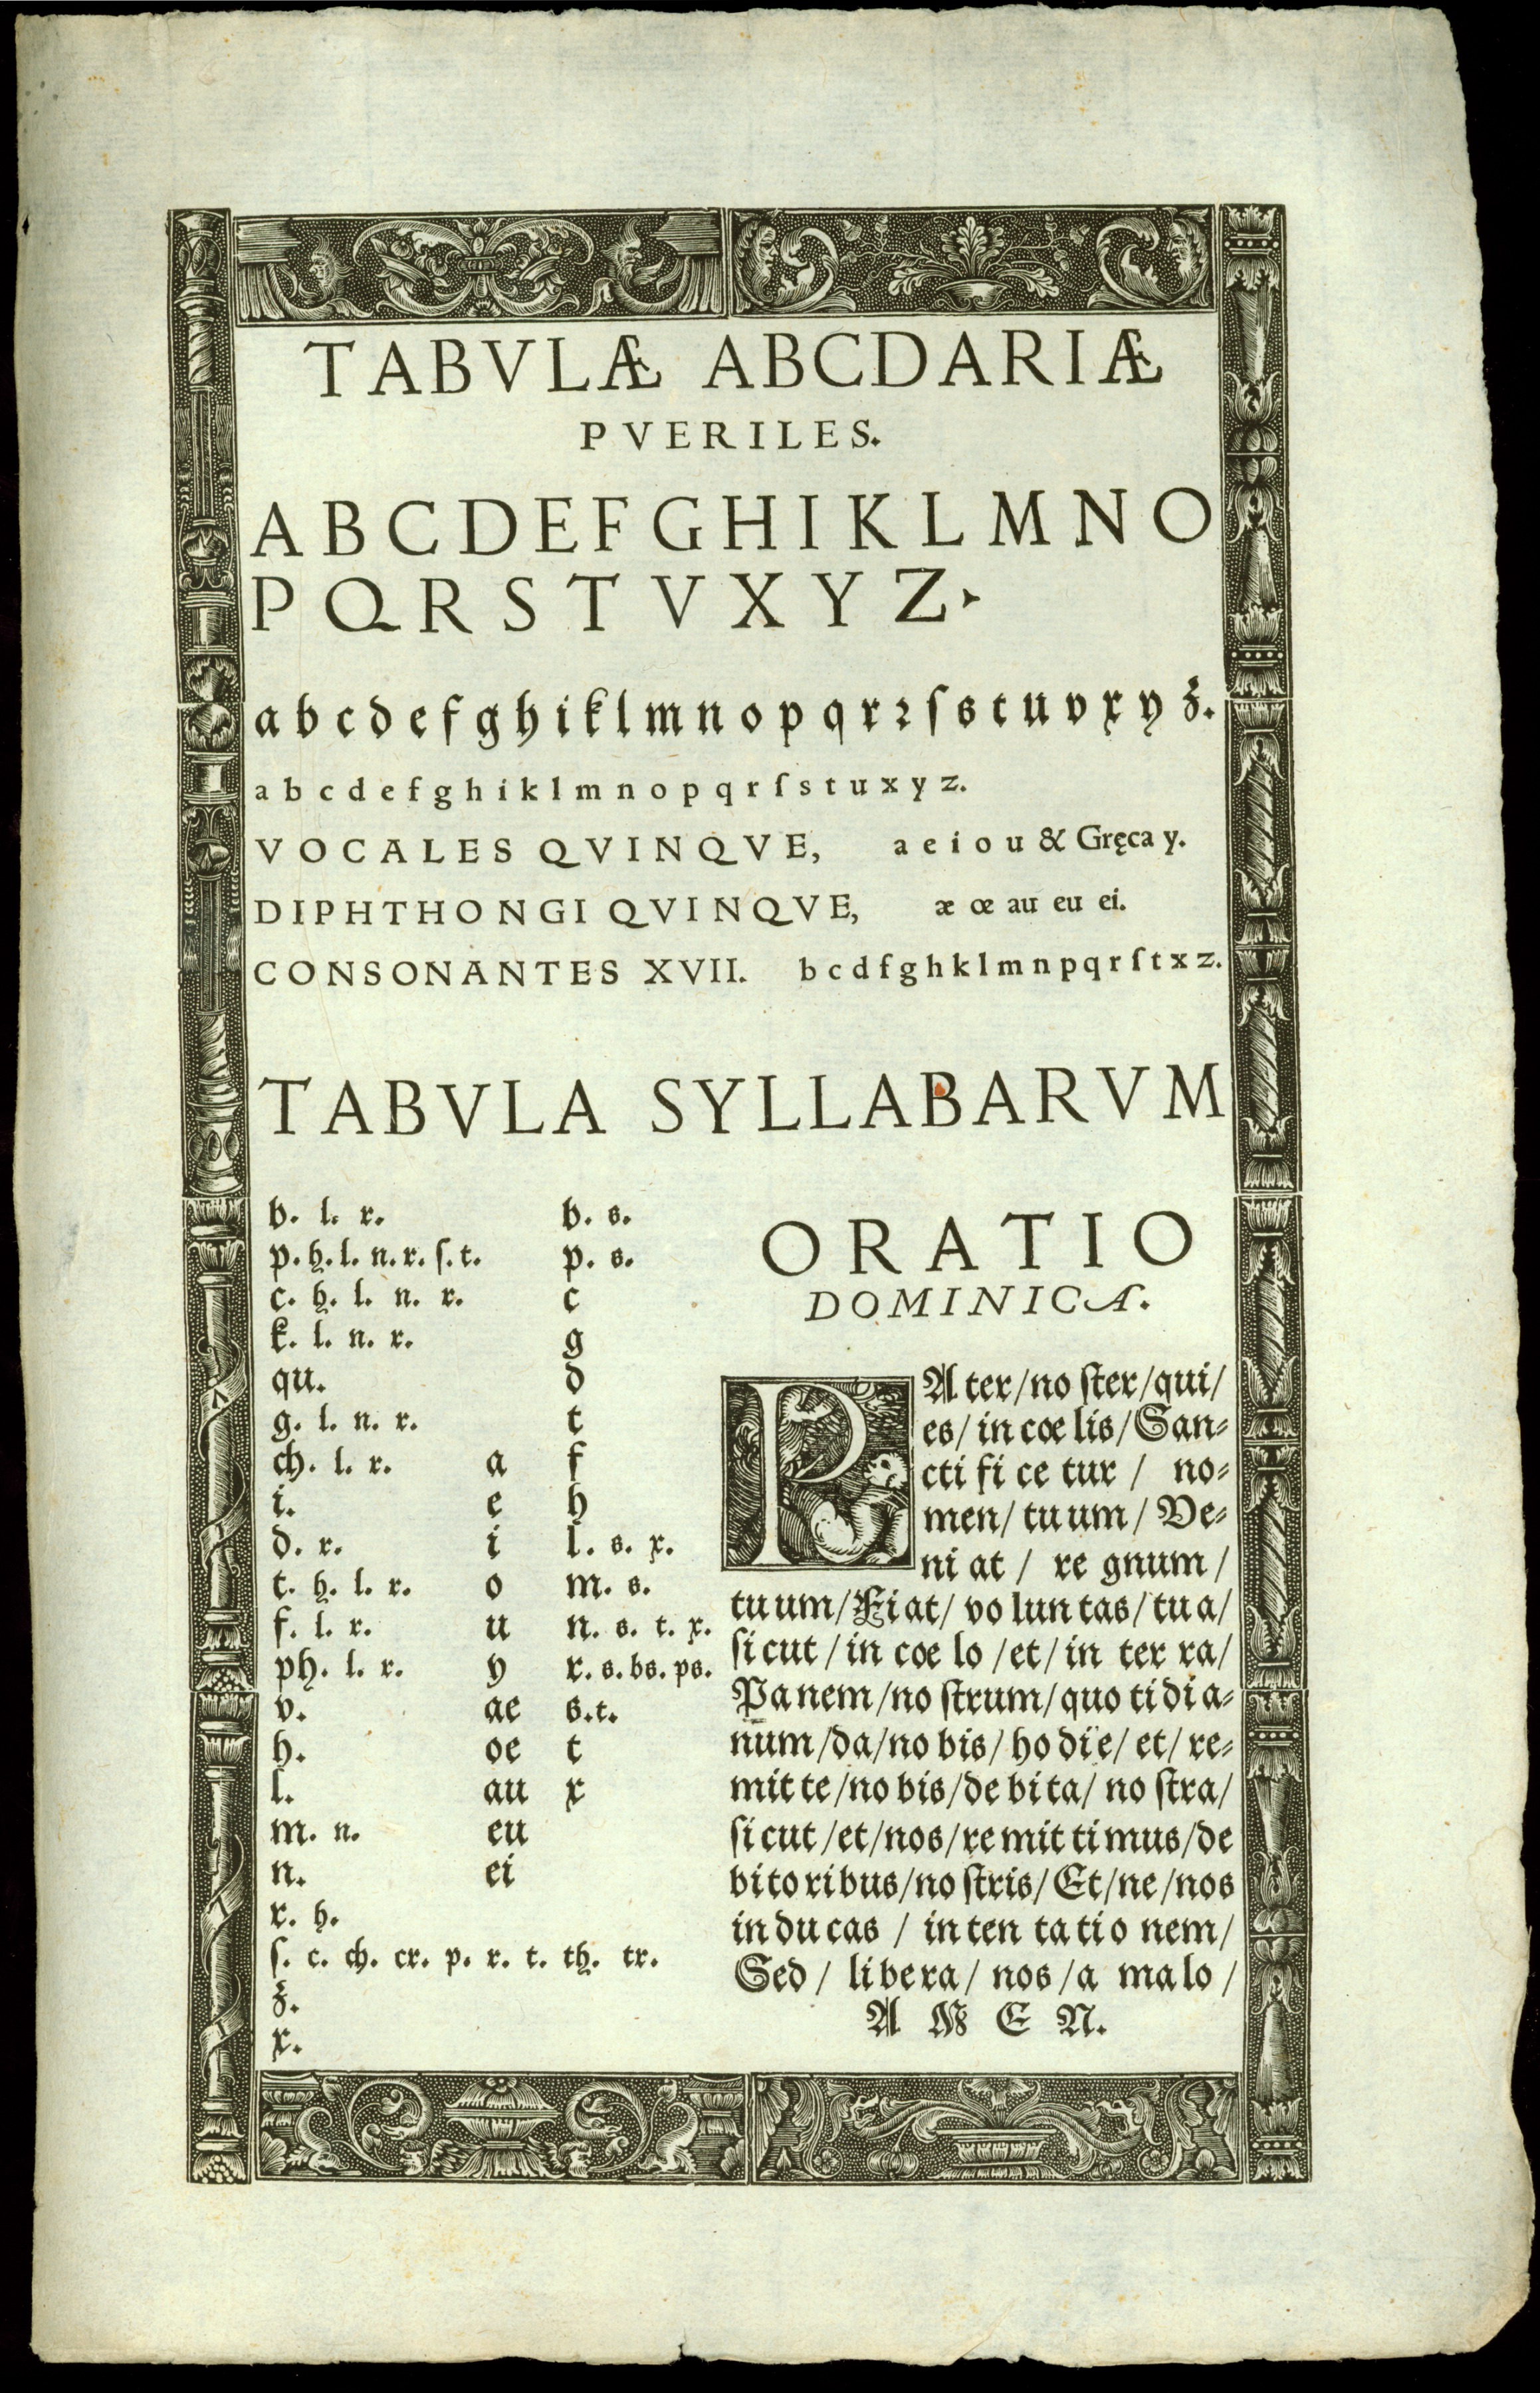 TABVLÆ ABCDARIÆ
PVERILES.
A B C D E F G H I K L M N O
P Q R S T V X Y Z.
a b c d e f g h i k l m n o p q r ꝛ ſ s t u v x y z.
a b c d e f g h i k l m n o p q r ſ s t u x y z.
VOCALES QVINQVE, a e i o u & Gręca y.
DIPHTHONGI QVINQVE, æ œ au eu ei.
CONSONANTES XVII. b c d f g h k l m n p q r ſ t x z.
TABVLA SYLLABARVM
b. l. r. b. s.
p. h. l. n. r. ſ. t. p. s.
c. h. l. n. r. c
k. l. n. r. g
qu. d
g. l. n. r. t
ch. l. r. a f
i. e h
d. r. i l. s. x.
t. h. l. r. o m. s.
f. l. r. u n. s. t. x.
ph. l. r. y r. s. bs. ps.
v. ae s. t.
h. oe t
l. au x
m. n. eu
n. ei
r. h.
ſ. c. ch. cr. p. r. t. th. tr.
z.
x.
ORATIO
DOMINICA.
PAter/no ſter/qui/
es/ in cœ lis/San⸗
cti fi ce tur / no⸗
men/ tu um/ Ve⸗
ni at / re gnum/
tu um/Fi at/ vo lun tas/tu a/
ſi cut / in cœ lo /et/ in ter ra/
Pa nem/no ſtrum/quo ti di a⸗
num/da/no bis/ ho di e/ et/ re⸗
mit te/no bis/de bi ta/ no ſtra/
ſi cut /et/nos/re mit ti mus/de
bi to ri bus/no ſtris/ Et/ne/nos
in du cas / in ten ta ti o nem/
Sed / li be ra/ nos /a ma lo /
A M E N.